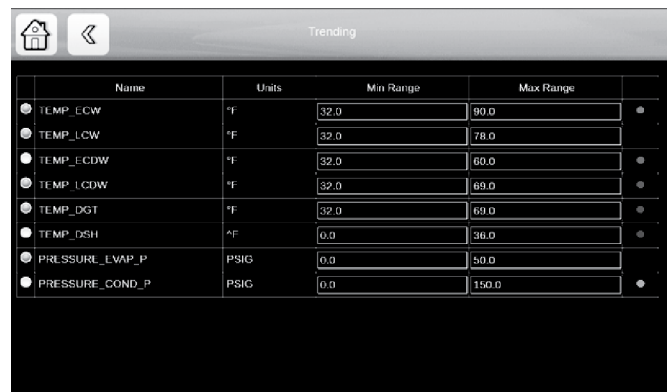 Trending
Name Units Min Range Max Range
TEMP_ECW °F 32.0 90.0
TEMP_LCW °F 32.0 78.0
TEMP_ECDW °F 32.0 60.0
TEMP_LCDW °F 32.0 69.0
TEMP_DGT °F 32.0 69.0
TEMP_DSH ^F 0.0 36.0
PRESSURE_EVAP_P PSIG 0.0 50.0
PRESSURE_COND_P PSIG 0.0 150.0